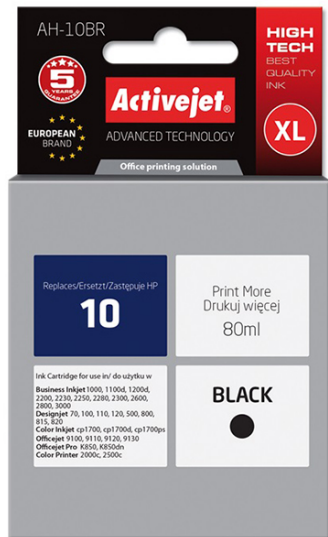 AH-10BR
HIGH
TECH
BEST
QUALITY
INK
5
YEARS
GUARANTEE
Activejet®
EUROPEAN
BRAND
ADVANCED TECHNOLOGY
XL
Office printing solution
Replaces/Ersetzt/Zastępuje HP
10
Print More
Drukuj więcej
80ml
Ink Cartridge for use in/ do użytku w
Business Inkjet 1000, 1100d, 1200d,
2200, 2230, 2250, 2280, 2300, 2600,
2800, 3000
Designjet 70, 100, 110, 120, 500, 800,
815, 820
Color Inkjet cp1700, cp1700d, cp1700ps
Officejet 9100, 9110, 9120, 9130
Officejet Pro K850, K850dn
Color Printer 2000c, 2500c
BLACK